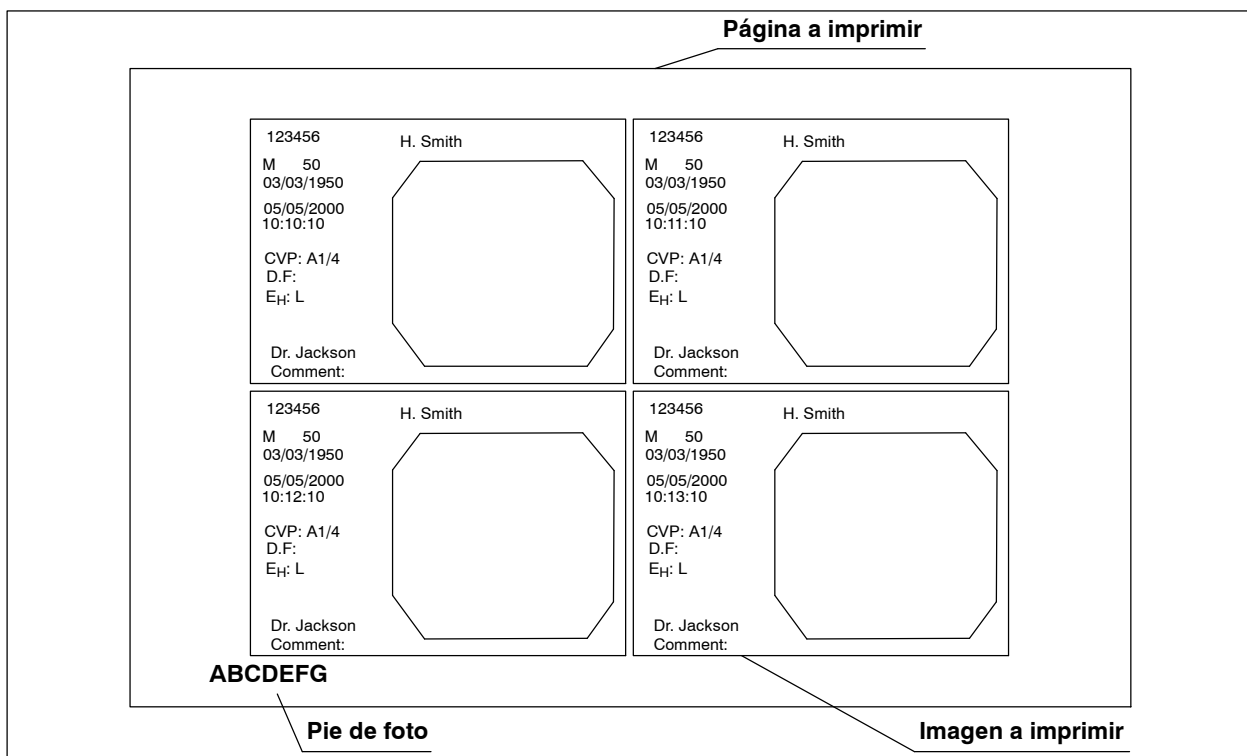 Página a imprimir
123456
H. Smith
M 50
03/03/1950
05/05/2000
10:10:10
CVP: A1/4
D.F:
EH: L
Dr. Jackson
Comment:
123456
H. Smith
M 50
03/03/1950
05/05/2000
10:11:10
CVP: A1/4
D.F:
EH: L
Dr. Jackson
Comment:
123456
H. Smith
M 50
03/03/1950
05/05/2000
10:12:10
CVP: A1/4
D.F:
EH: L
Dr. Jackson
Comment:
123456
H. Smith
M 50
03/03/1950
05/05/2000
10:13:10
CVP: A1/4
D.F:
EH: L
Dr. Jackson
Comment:
ABCDEFG
Pie de foto
Imagen a imprimir